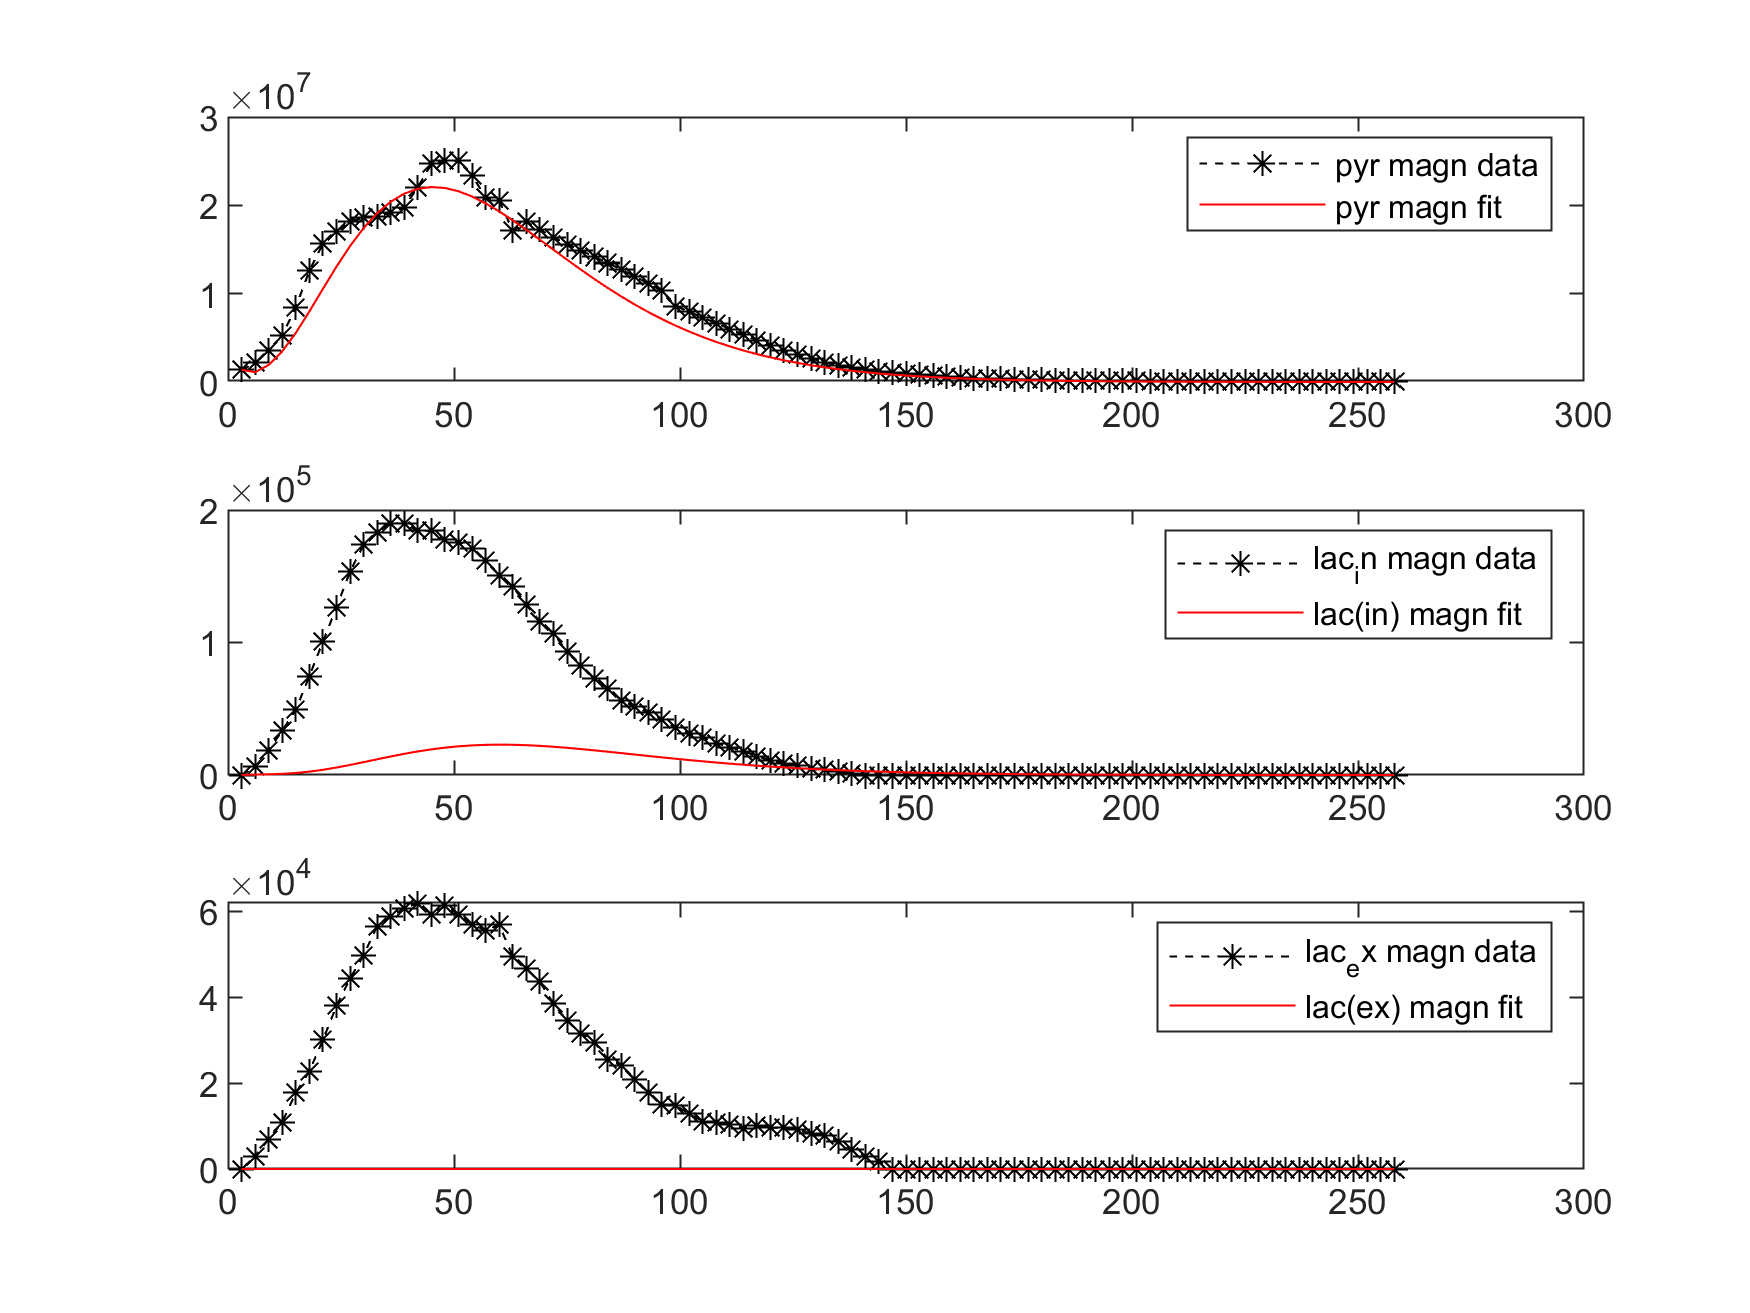 ×10^7
3
2
1
0
0 50 100 150 200 250 300
pyr magn data
pyr magn fit
×10^5
2
1
0
0 50 100 150 200 250 300
lac_in magn data
lac(in) magn fit
×10^4
6
4
2
0
0 50 100 150 200 250 300
lac_ex magn data
lac(ex) magn fit